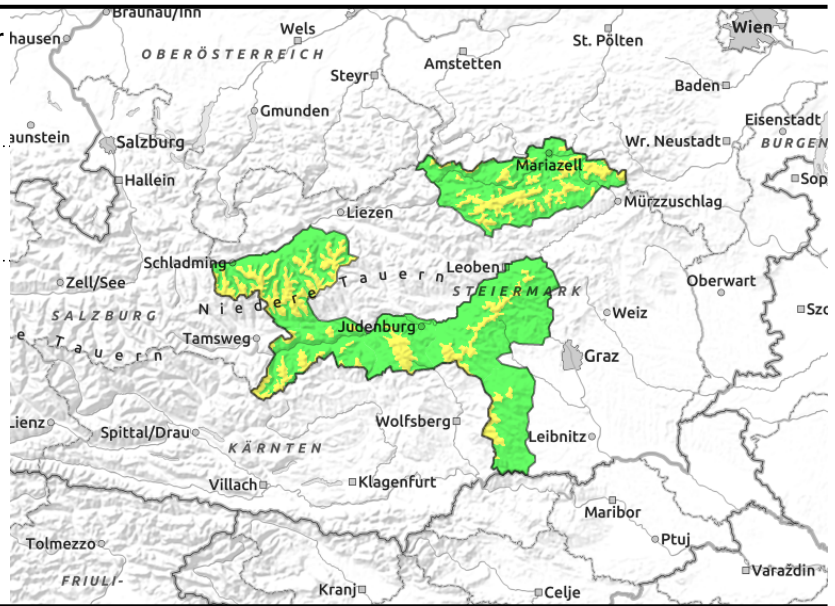 Braunau/Inn
hausen
Wels
OBERÖSTERREICH
Steyr
Amstetten
St. Pölten
Wien
Baden
Gmunden
Eisenstadt
aunstein
Salzburg
Wr. Neustadt
BURGEN
Mariazell
Hallein
Sop
Mürzzuschlag
Liezen
Schladming
Leoben
Zell/See
Niedere Tauern
STEIERMARK
Oberwart
SALZBURG
Weiz
Szo
Judenburg
e Tauern
Tamsweg
Graz
Lienz
Spittal/Drau
Wolfsberg
Leibnitz
KÄRNTEN
Villach
Klagenfurt
Maribor
Tolmezzo
Ptuj
FRIULI-
Varaždin
Kranj
Celje